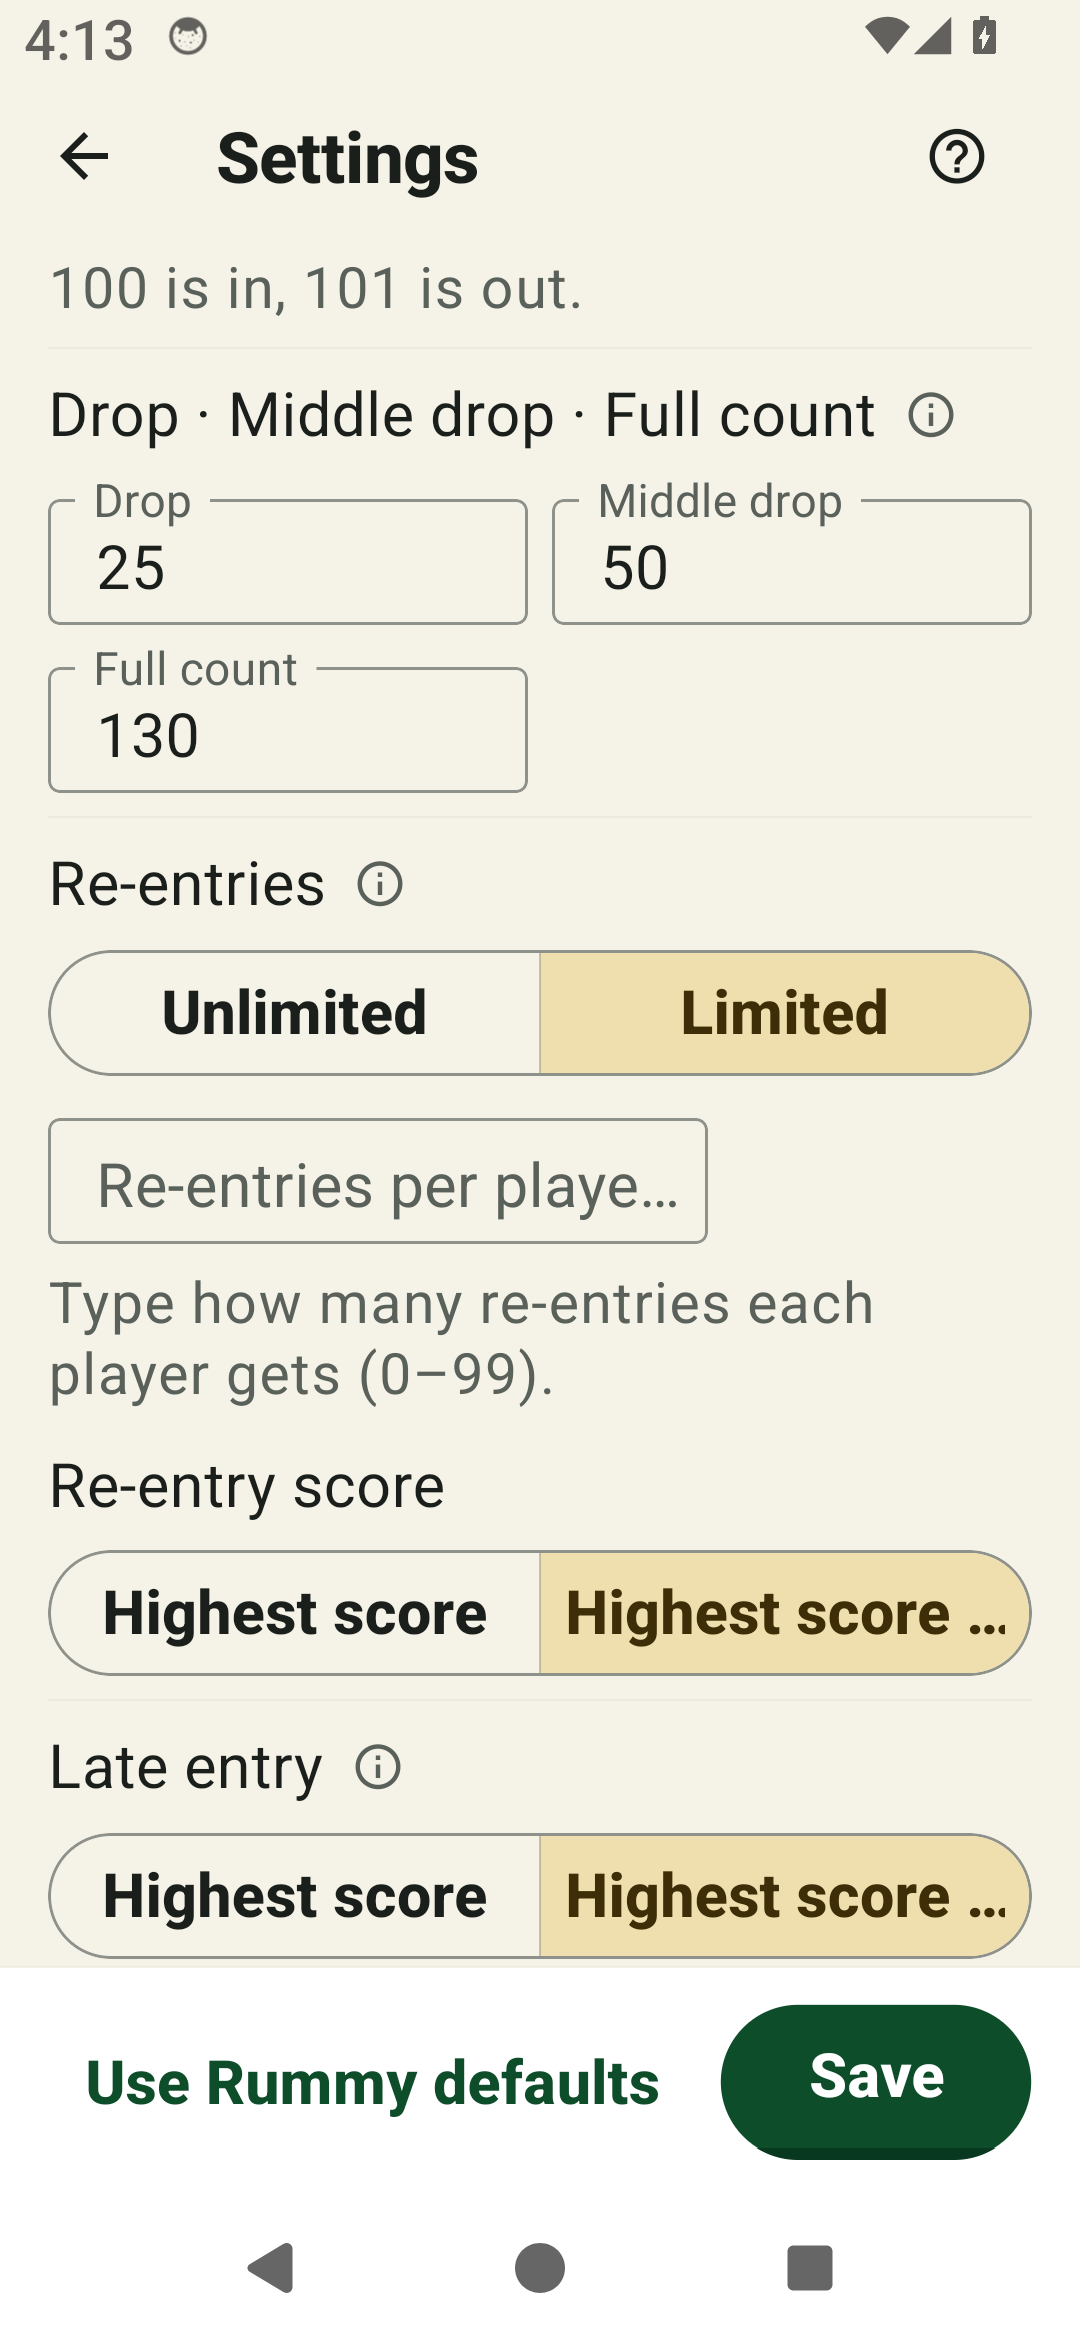 4:13
Settings
100 is in, 101 is out.
Drop · Middle drop · Full count
Drop
25
Middle drop
50
Full count
130
Re-entries
Unlimited
Limited
Re-entries per playe…
Type how many re-entries each
player gets (0–99).
Re-entry score
Highest score
Highest score …
Late entry
Highest score
Highest score …
Use Rummy defaults
Save